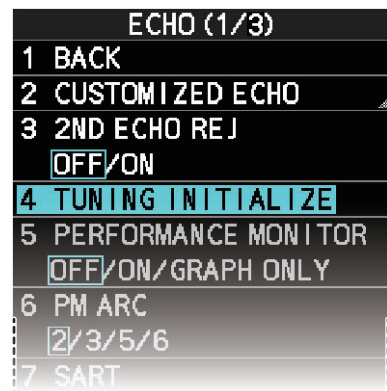 ECHO (1/3)
1 BACK
2 CUSTOMIZED ECHO
3 2ND ECHO REJ
OFF/ON
4 TUNING INITIALIZE
5 PERFORMANCE MONITOR
OFF/ON/GRAPH ONLY
6 PM ARC
2/3/5/6
7 SART